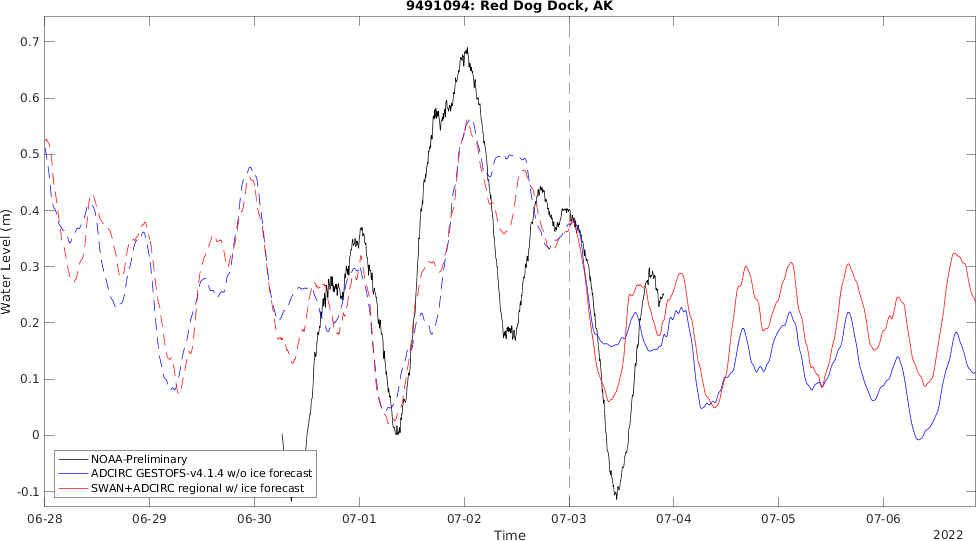 9491094: Red Dog Dock, AK
Water Level (m)
0.7
0.6
0.5
0.4
0.3
0.2
0.1
0
-0.1
NOAA-Preliminary
ADCIRC GESTOFS-v4.1.4 w/o ice forecast
SWAN+ADCIRC regional w/ ice forecast
06-28 06-29 06-30 07-01 07-02 07-03 07-04 07-05 07-06
Time
2022